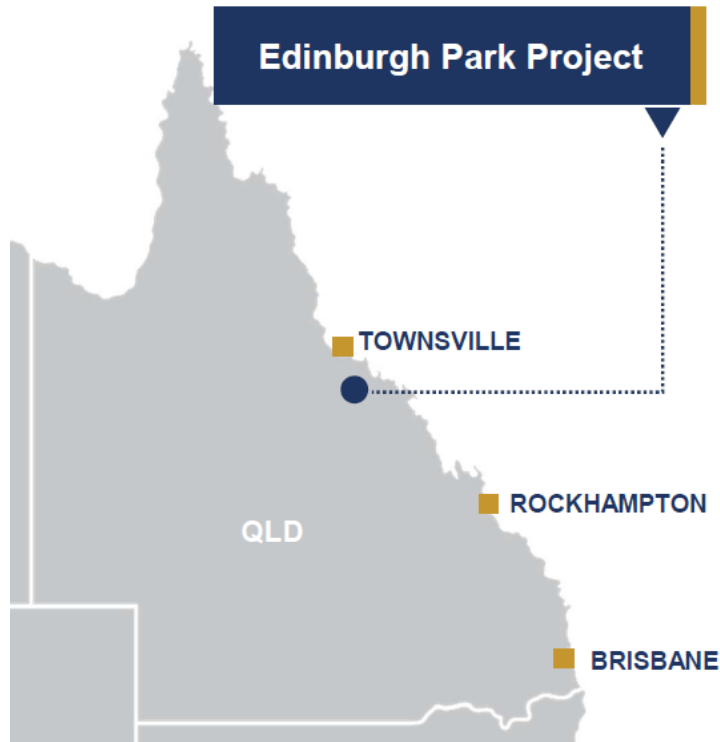 Edinburgh Park Project
TOWNSVILLE
ROCKHAMPTON
QLD
BRISBANE